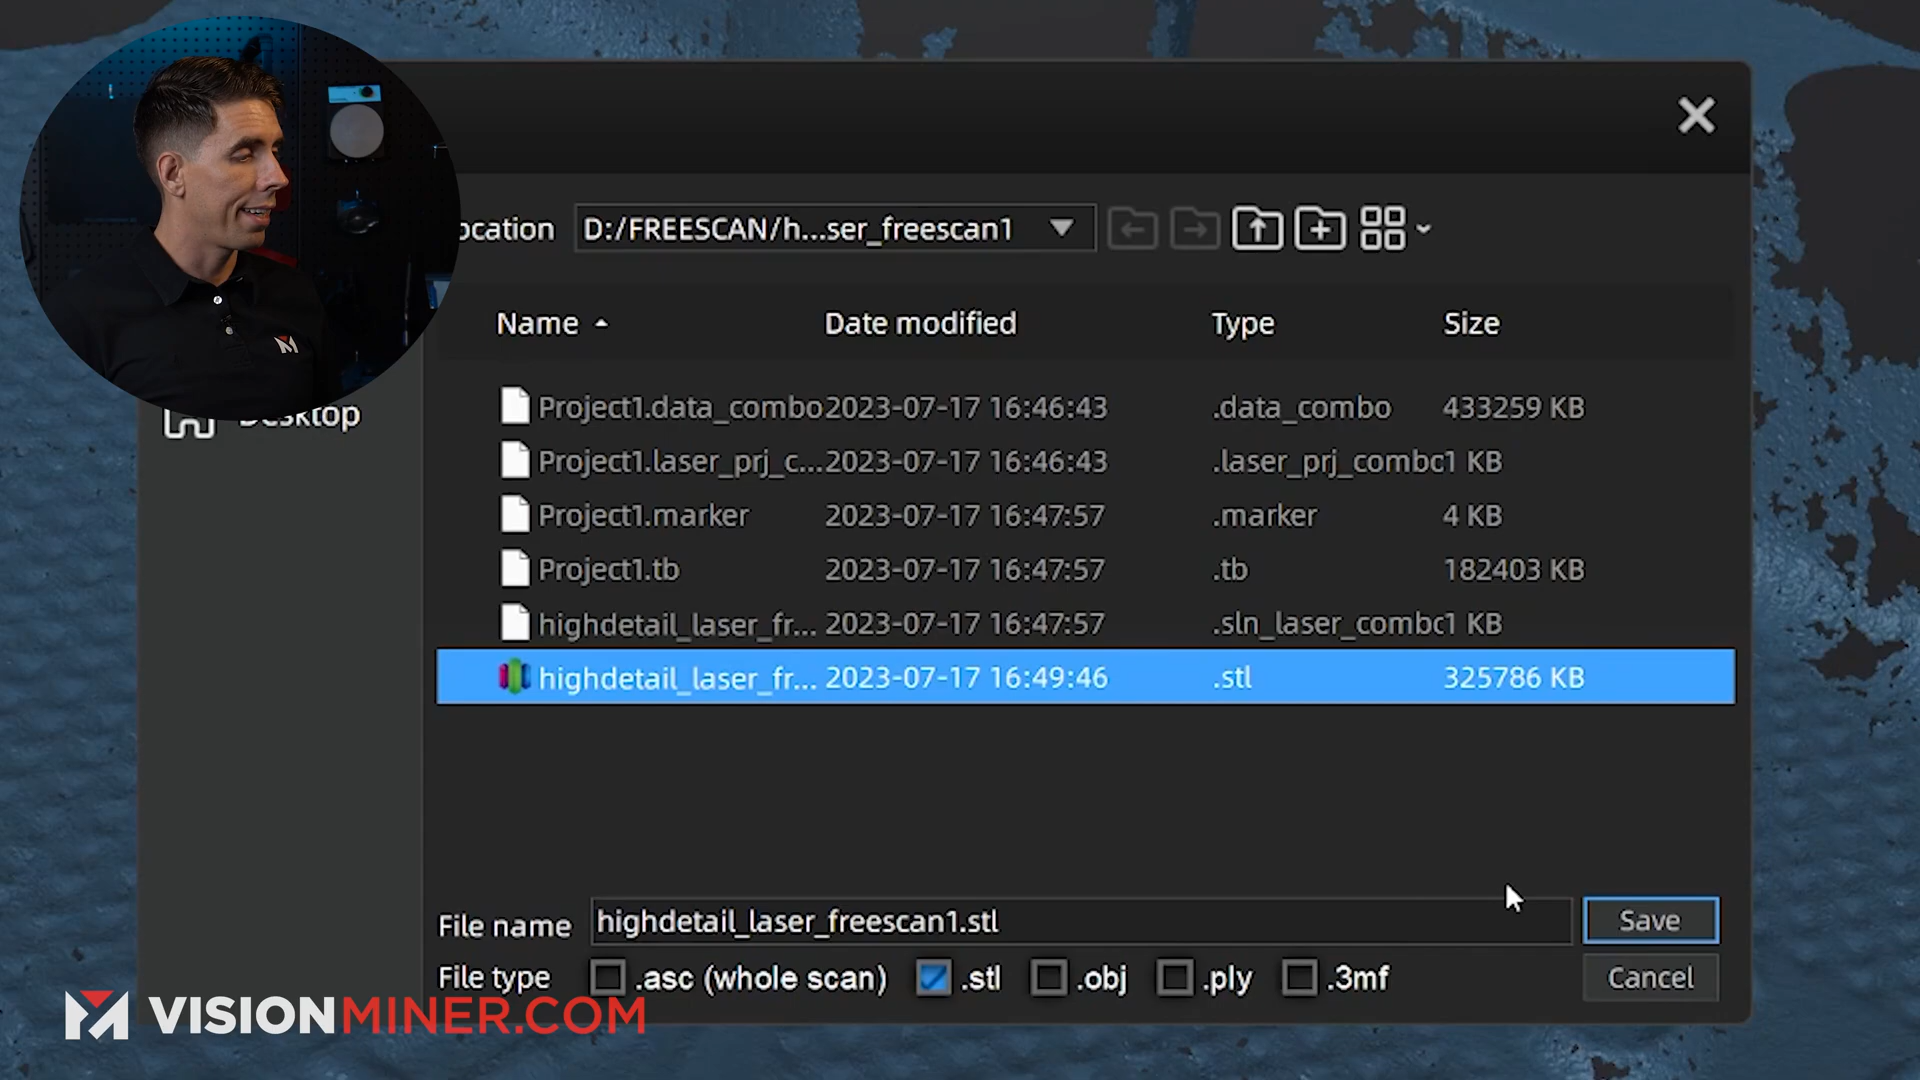 ocation D:/FREESCAN/h...ser_freescan1
Name Date modified Type Size
Desktop
Project1.data_combo 2023-07-17 16:46:43 .data_combo 433259 KB
Project1.laser_prj_c... 2023-07-17 16:46:43 .laser_prj_combo 1 KB
Project1.marker 2023-07-17 16:47:57 .marker 4 KB
Project1.tb 2023-07-17 16:47:57 .tb 182403 KB
highdetail_laser_fr... 2023-07-17 16:47:57 .sln_laser_combo 1 KB
highdetail_laser_fr... 2023-07-17 16:49:46 .stl 325786 KB
File name highdetail_laser_freescan1.stl Save
File type .asc (whole scan) .stl .obj .ply .3mf Cancel
VISIONMINER.COM